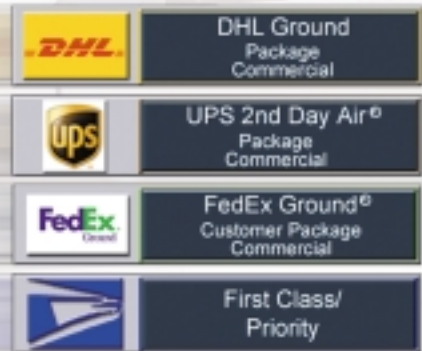 DHL
DHL Ground
Package
Commercial
ups
UPS 2nd Day Air®
Package
Commercial
FedEx
Ground
FedEx Ground®
Customer Package
Commercial
First Class/
Priority